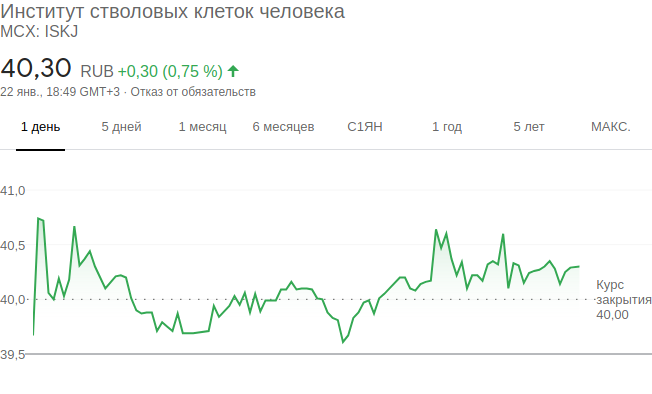 Институт стволовых клеток человека
MCX: ISKJ
40,30 RUB +0,30 (0,75 %)
22 янв., 18:49 GMT+3 · Отказ от обязательств
1 день 5 дней 1 месяц 6 месяцев С1ЯН 1 год 5 лет МАКС.
41,0
40,5
40,0
39,5
Курс
закрытия
40,00